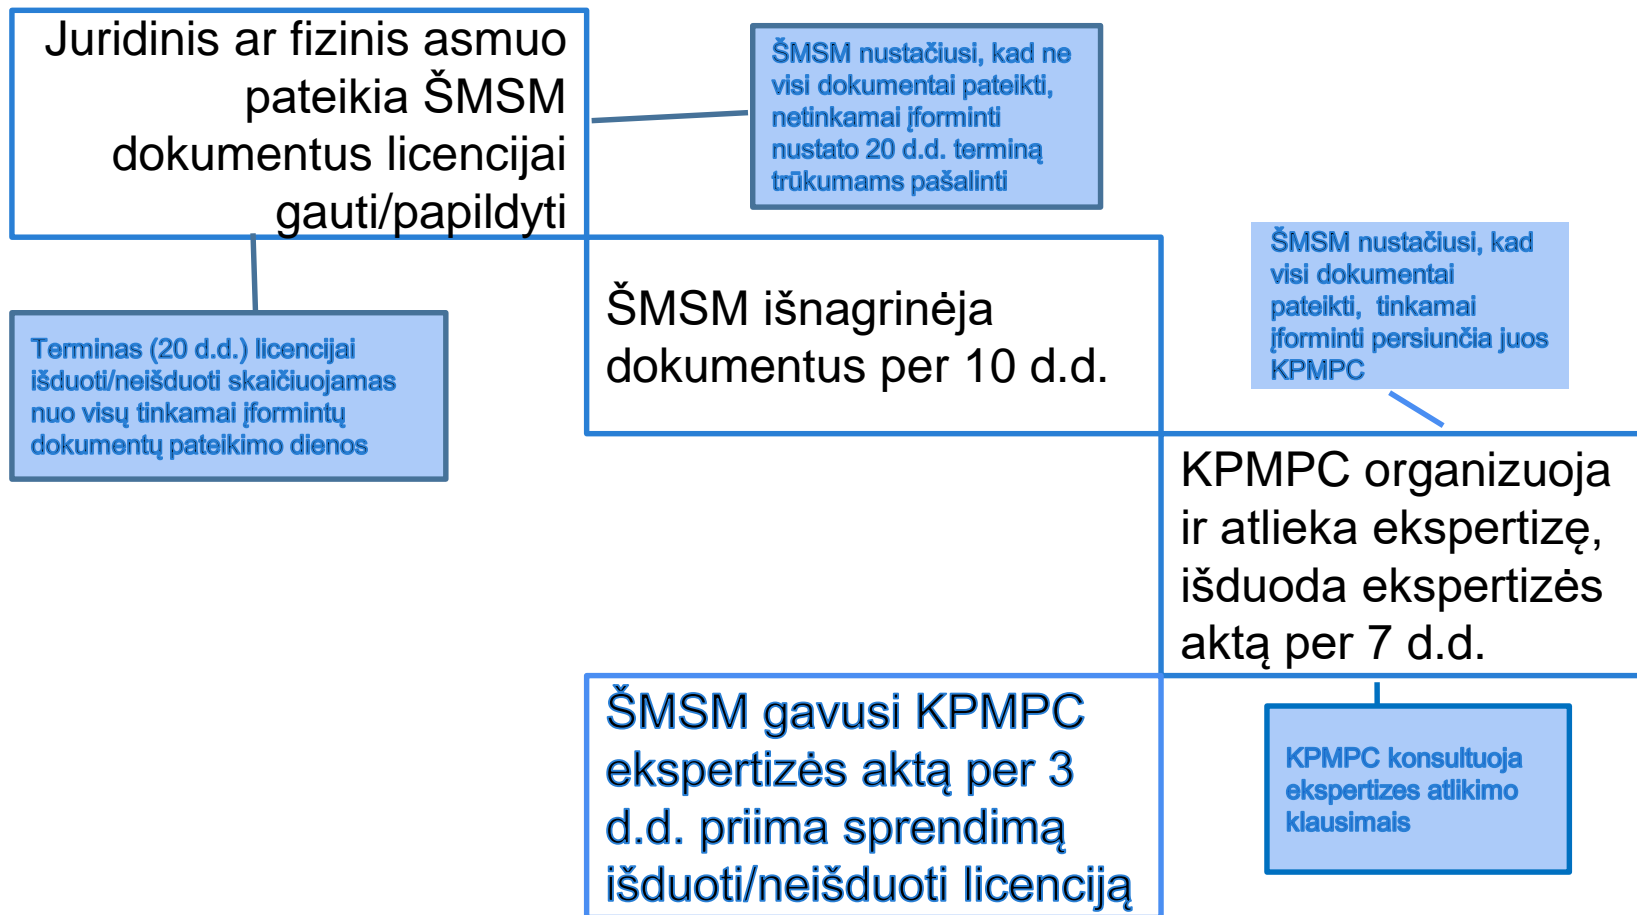 Juridinis ar fizinis asmuo
pateikia ŠMSM
dokumentus licencijai
gauti/papildyti
ŠMSM nustačiusi, kad ne
visi dokumentai pateikti,
netinkamai įforminti
nustato 20 d.d. terminą
trūkumams pašalinti
Terminas (20 d.d.) licencijai
išduoti/neišduoti skaičiuojamas
nuo visų tinkamai įformintų
dokumentų pateikimo dienos
ŠMSM išnagrinėja
dokumentus per 10 d.d.
ŠMSM nustačiusi, kad
visi dokumentai
pateikti, tinkamai
įforminti persiunčia juos
KPMPC
KPMPC organizuoja
ir atlieka ekspertizę,
išduoda ekspertizės
aktą per 7 d.d.
KPMPC konsultuoja
ekspertizes atlikimo
klausimais
ŠMSM gavusi KPMPC
ekspertizės aktą per 3
d.d. priima sprendimą
išduoti/neišduoti licenciją